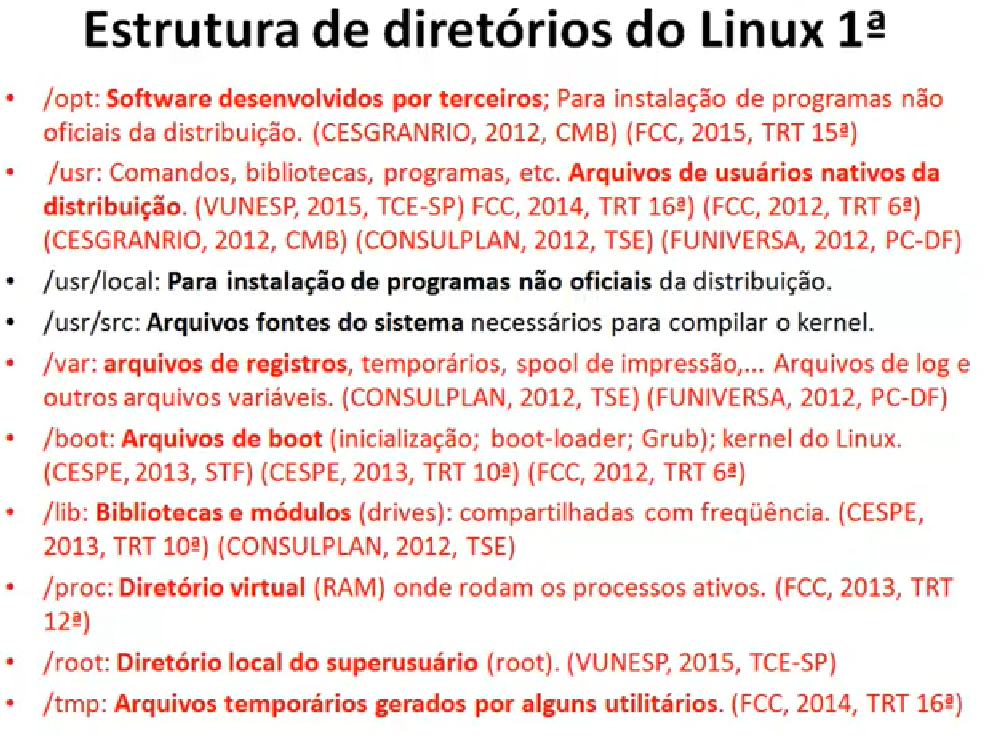 Estrutura de diretórios do Linux 1ª
• /opt: Software desenvolvidos por terceiros; Para instalação de programas não
oficiais da distribuição. (CESGRANRIO, 2012, CMB) (FCC, 2015, TRT 15ª)
• /usr: Comandos, bibliotecas, programas, etc. Arquivos de usuários nativos da
distribuição. (VUNESP, 2015, TCE-SP) FCC, 2014, TRT 16ª) (FCC, 2012, TRT 6ª)
(CESGRANRIO, 2012, CMB) (CONSULPLAN, 2012, TSE) (FUNIVERSA, 2012, PC-DF)
• /usr/local: Para instalação de programas não oficiais da distribuição.
• /usr/src: Arquivos fontes do sistema necessários para compilar o kernel.
• /var: arquivos de registros, temporários, spool de impressão,... Arquivos de log e
outros arquivos variáveis. (CONSULPLAN, 2012, TSE) (FUNIVERSA, 2012, PC-DF)
• /boot: Arquivos de boot (inicialização; boot-loader; Grub); kernel do Linux.
(CESPE, 2013, STF) (CESPE, 2013, TRT 10ª) (FCC, 2012, TRT 6ª)
• /lib: Bibliotecas e módulos (drives): compartilhadas com freqüência. (CESPE,
2013, TRT 10ª) (CONSULPLAN, 2012, TSE)
• /proc: Diretório virtual (RAM) onde rodam os processos ativos. (FCC, 2013, TRT
12ª)
• /root: Diretório local do superusuário (root). (VUNESP, 2015, TCE-SP)
• /tmp: Arquivos temporários gerados por alguns utilitários. (FCC, 2014, TRT 16ª)